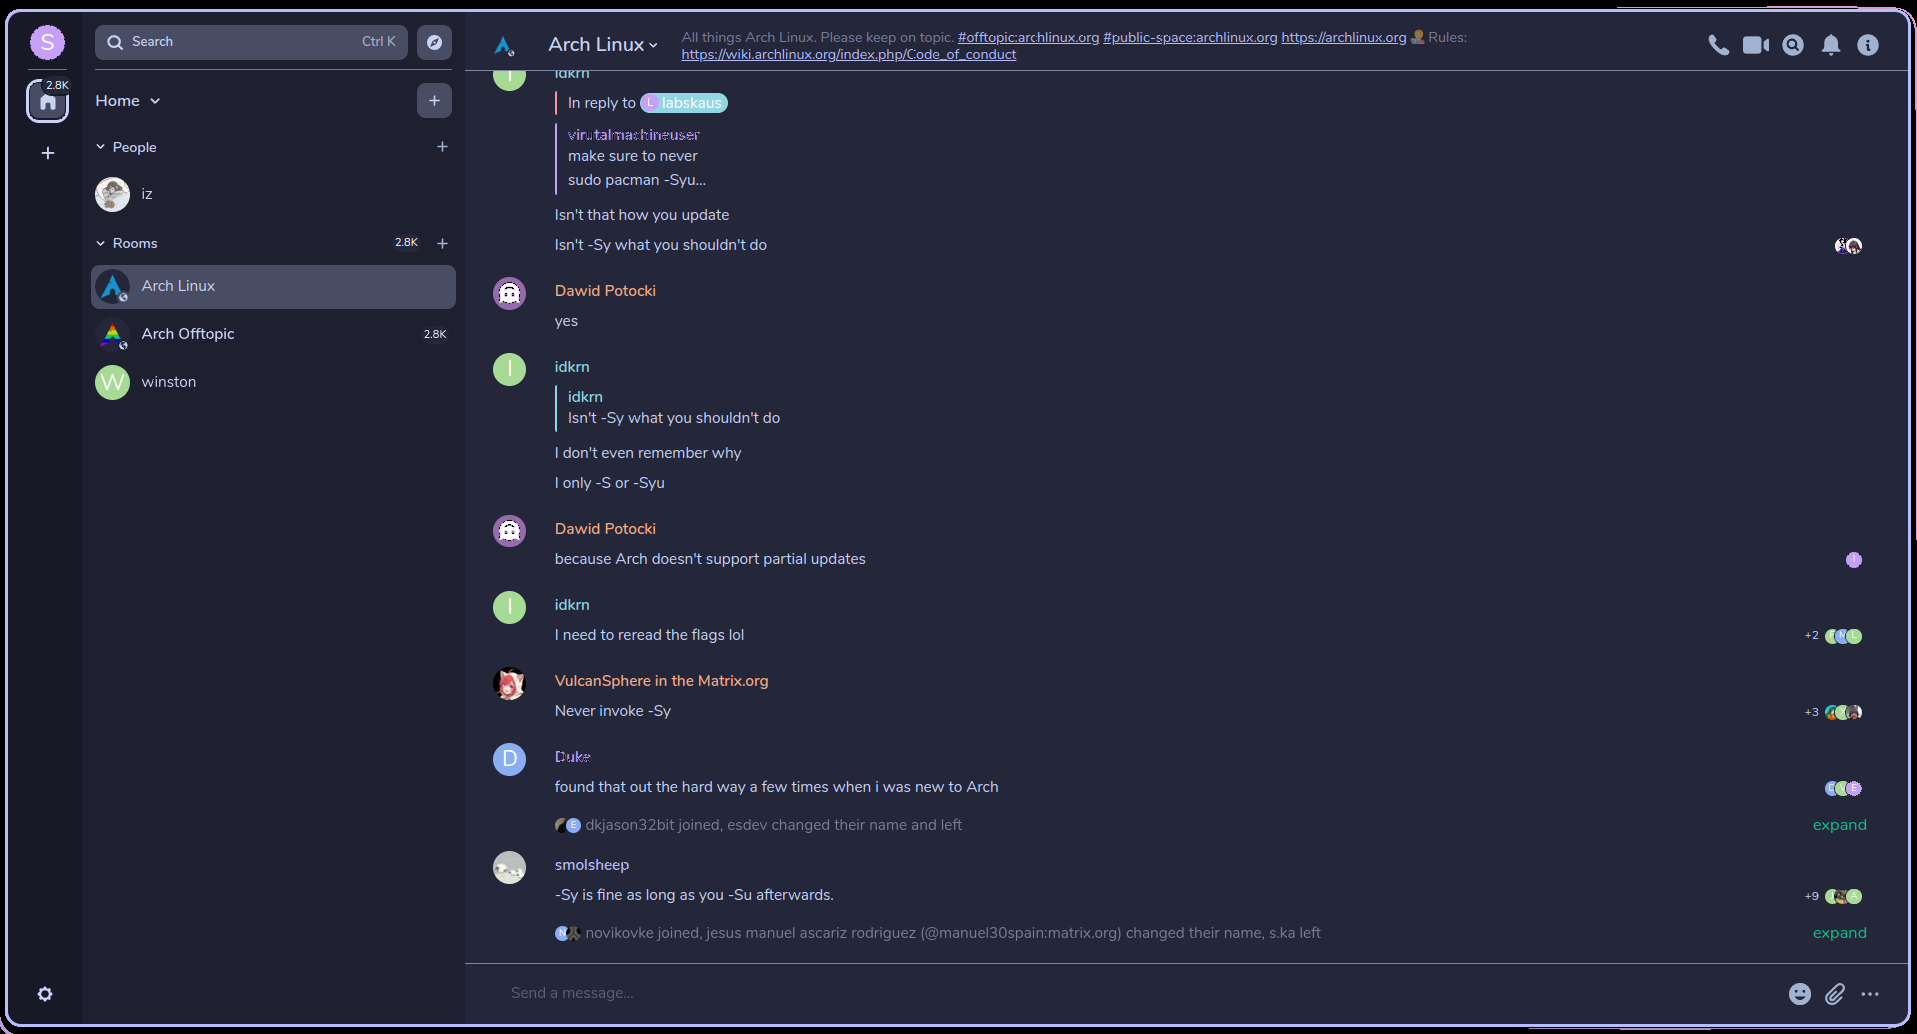 S
2.8K
Search Ctrl K
Home
People
iz
Rooms 2.8K
Arch Linux
Arch Offtopic 2.8K
W winston
Arch Linux
All things Arch Linux. Please keep on topic. #offtopic:archlinux.org #public-space:archlinux.org https://archlinux.org Rules:
https://wiki.archlinux.org/index.php/Code_of_conduct
I idkrn
In reply to L labskaus
virutalmachineuser
make sure to never
sudo pacman -Syu...
Isn't that how you update
Isn't -Sy what you shouldn't do
Dawid Potocki
yes
I idkrn
idkrn
Isn't -Sy what you shouldn't do
I don't even remember why
I only -S or -Syu
Dawid Potocki
because Arch doesn't support partial updates
I idkrn
I need to reread the flags lol +2
VulcanSphere in the Matrix.org
Never invoke -Sy +3
D Duke
found that out the hard way a few times when i was new to Arch
E dkjason32bit joined, esdev changed their name and left expand
smolsheep
-Sy is fine as long as you -Su afterwards. +9
novikovke joined, jesus manuel ascariz rodriguez (@manuel30spain:matrix.org) changed their name, s.ka left expand
Send a message...